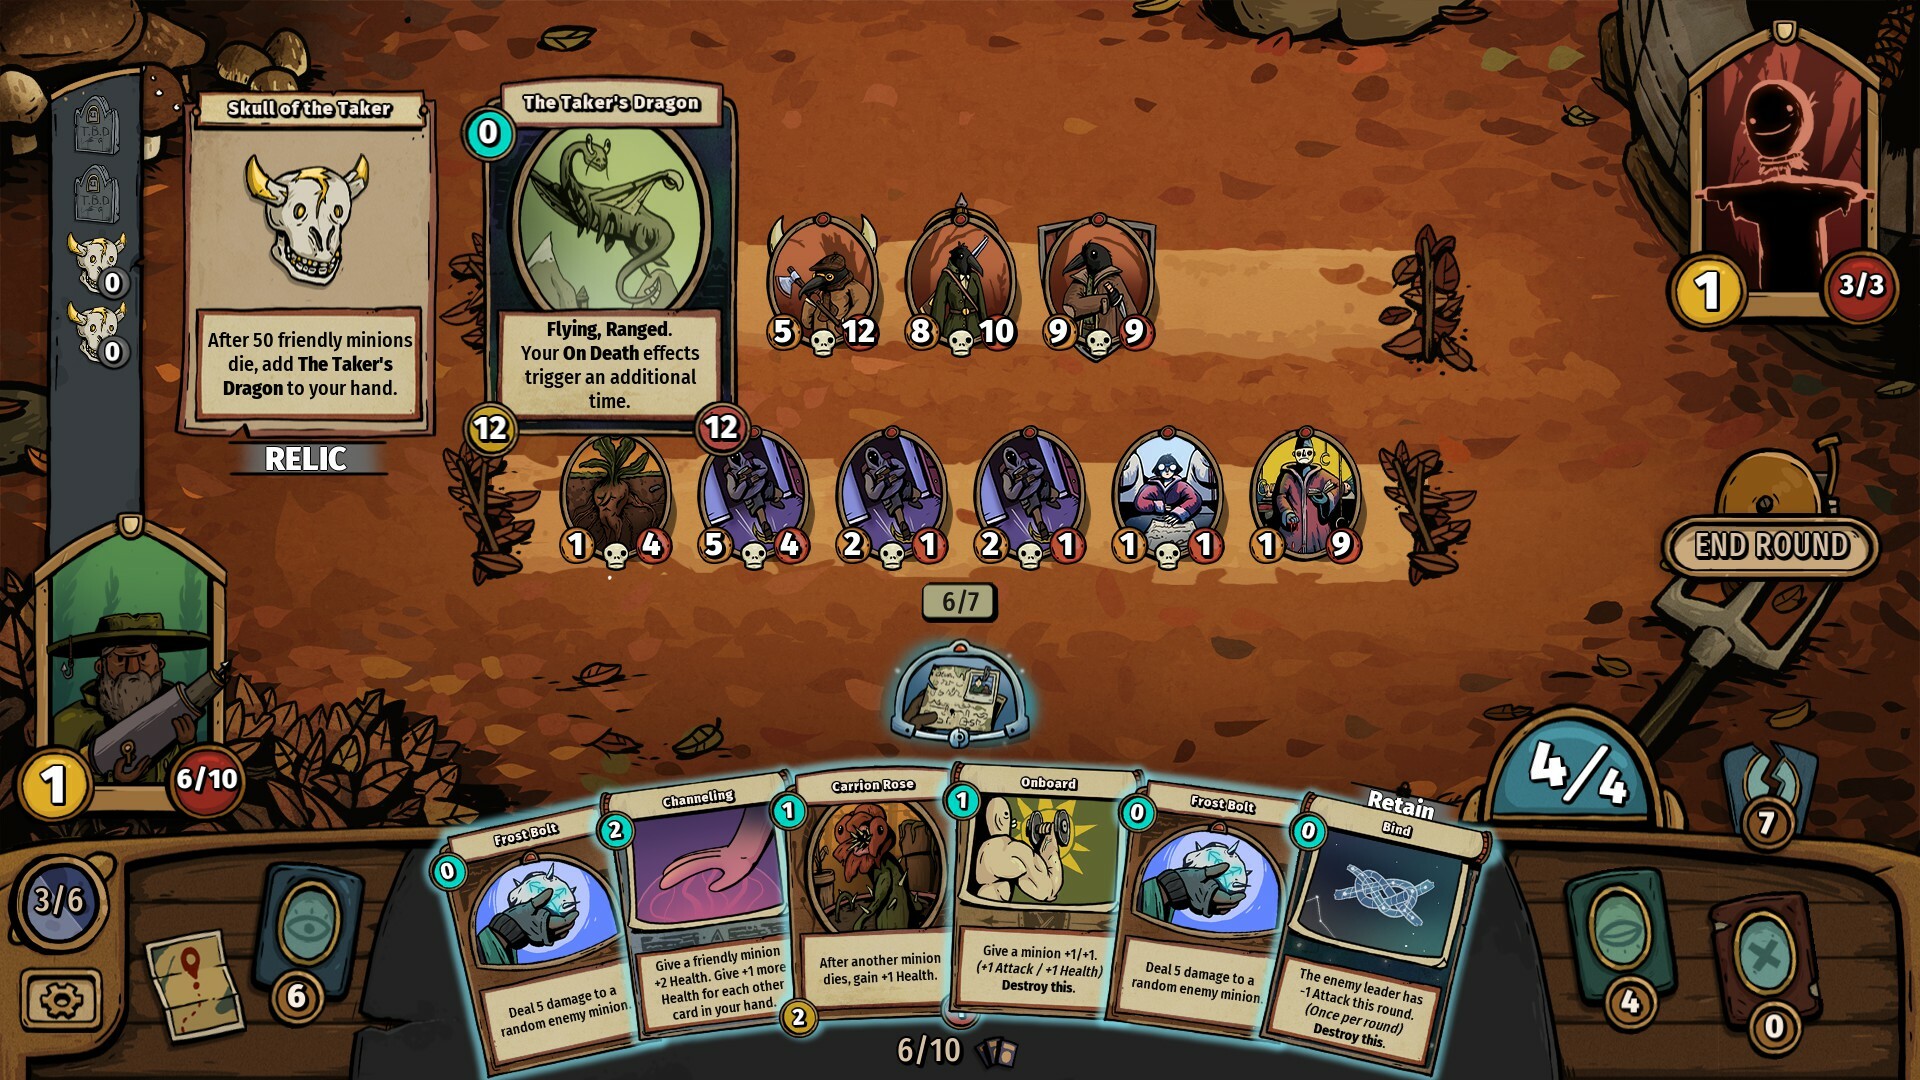 T.B.D
T.B.D
0
0
Skull of the Taker
After 50 friendly minions
die, add The Taker's
Dragon to your hand.
RELIC
0
The Taker's Dragon
Flying, Ranged.
Your On Death effects
trigger an additional
time.
12
12
5
12
8
10
9
9
1
3/3
1
4
5
4
2
1
2
1
1
1
1
9
6/7
END ROUND
1
6/10
4/4
7
0
Frost Bolt
Deal 5 damage to a
random enemy minion.
2
Channeling
Give a friendly minion
+2 Health. Give +1 more
Health for each other
card in your hand.
1
Carrion Rose
After another minion
dies, gain +1 Health.
2
1
Onboard
Give a minion +1/+1.
(+1 Attack / +1 Health)
Destroy this.
0
Frost Bolt
Deal 5 damage to a
random enemy minion.
Retain
0
Bind
The enemy leader has
-1 Attack this round.
(Once per round)
Destroy this.
3/6
6
6/10
4
0